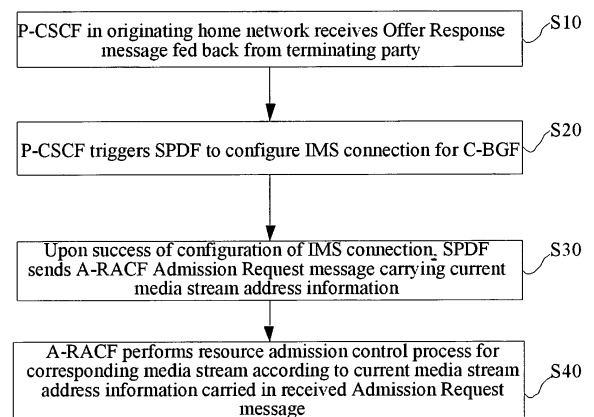 P-CSCF in originating home network receives Offer Response
message fed back from terminating party
S10
P-CSCF triggers SPDF to configure IMS connection for C-BGF
S20
Upon success of configuration of IMS connection, SPDF
sends A-RACF Admission Request message carrying current
media stream address information
S30
A-RACF performs resource admission control process for
corresponding media stream according to current media stream
address information carried in received Admission Request
message
S40